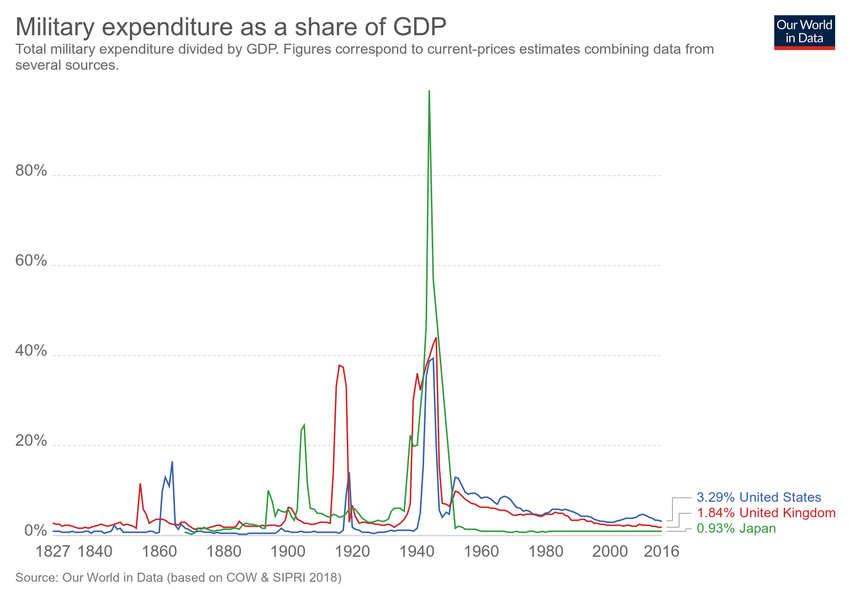 Military expenditure as a share of GDP
Our World
in Data
Total military expenditure divided by GDP. Figures correspond to current-prices estimates combining data from
several sources.
80%
60%
40%
20%
0%
1827 1840 1860 1880 1900 1920 1940 1960 1980 2000 2016
3.29% United States
1.84% United Kingdom
0.93% Japan
Source: Our World in Data (based on COW & SIPRI 2018)